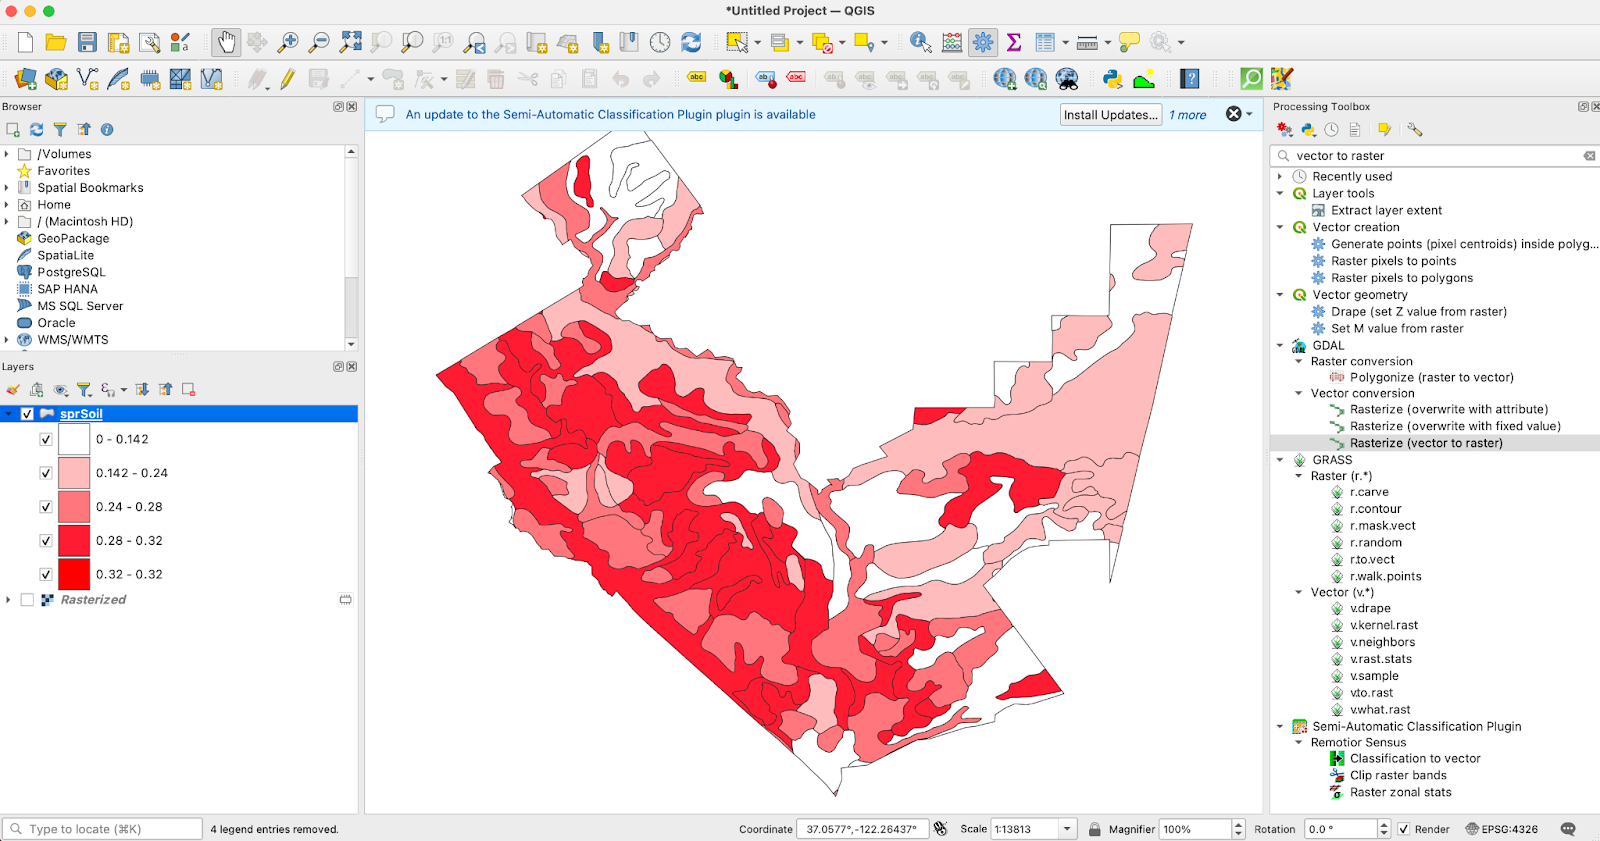 *Untitled Project — QGIS
1:1
abc
abc
ab
abc
Browser
Processing Toolbox
An update to the Semi-Automatic Classification Plugin plugin is available
Install Updates...
1 more
/Volumes
Favorites
Spatial Bookmarks
Home
/ (Macintosh HD)
GeoPackage
SpatiaLite
PostgreSQL
SAP HANA
MS SQL Server
Oracle
WMS/WMTS
Layers
sprSoil
0 - 0.142
0.142 - 0.24
0.24 - 0.28
0.28 - 0.32
0.32 - 0.32
Rasterized
vector to raster
Recently used
Layer tools
Extract layer extent
Vector creation
Generate points (pixel centroids) inside polyg...
Raster pixels to points
Raster pixels to polygons
Vector geometry
Drape (set Z value from raster)
Set M value from raster
GDAL
Raster conversion
Polygonize (raster to vector)
Vector conversion
Rasterize (overwrite with attribute)
Rasterize (overwrite with fixed value)
Rasterize (vector to raster)
GRASS
Raster (r.*)
r.carve
r.contour
r.mask.vect
r.random
r.to.vect
r.walk.points
Vector (v.*)
v.drape
v.kernel.rast
v.neighbors
v.rast.stats
v.sample
v.to.rast
v.what.rast
Semi-Automatic Classification Plugin
Remotior Sensus
Classification to vector
Clip raster bands
Raster zonal stats
Type to locate (⌘K)
4 legend entries removed.
Coordinate
37.0577°,-122.26437°
Scale
1:13813
Magnifier
100%
Rotation
0.0 °
Render
EPSG:4326